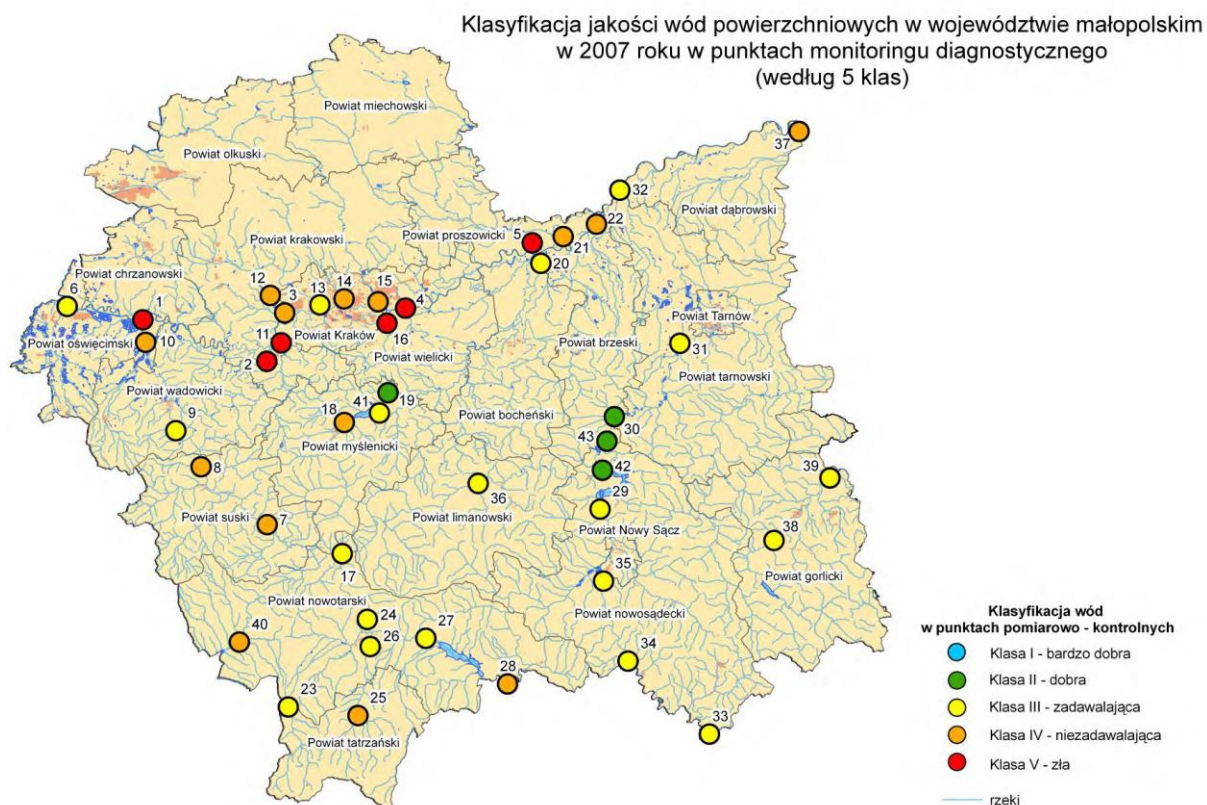 Klasyfikacja jakości wód powierzchniowych w województwie małopolskim
w 2007 roku w punktach monitoringu diagnostycznego
(według 5 klas)
Powiat miechowski
37
Powiat olkuski
32
Powiat dąbrowski
22
Powiat krakowski
Powiat proszowicki
5
21
20
Powiat chrzanowski
12
3
13
14
15
4
6
1
Powiat Tarnów
11
Powiat Kraków
16
Powiat oświęcimski
10
Powiat brzeski
31
2
Powiat wielicki
Powiat tarnowski
Powiat wadowicki
41
19
9
18
Powiat bocheński
30
43
Powiat myślenicki
8
42
39
36
29
Powiat suski
7
Powiat limanowski
Powiat Nowy Sącz
38
17
35
Powiat gorlicki
Powiat nowotarski
24
Powiat nowosądecki
40
26
27
34
28
23
25
33
Powiat tatrzański
Klasyfikacja wód
w punktach pomiarowo - kontrolnych
Klasa I - bardzo dobra
Klasa II - dobra
Klasa III - zadawalająca
Klasa IV - niezadawalająca
Klasa V - zła
rzeki